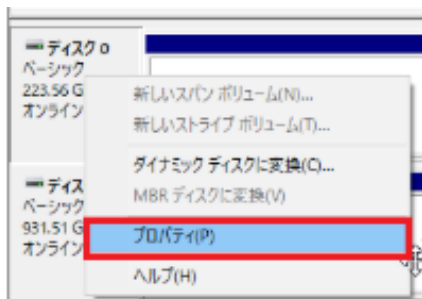 ディスク 0
ベーシック
223.56 G
オンライン
新しいスパン ボリューム(N)...
新しいストライプ ボリューム(T)...
ダイナミック ディスクに変換(C)...
MBR ディスクに変換(V)
プロパティ(P)
ヘルプ(H)
ディス
ベーシック
931.51 G
オンライン